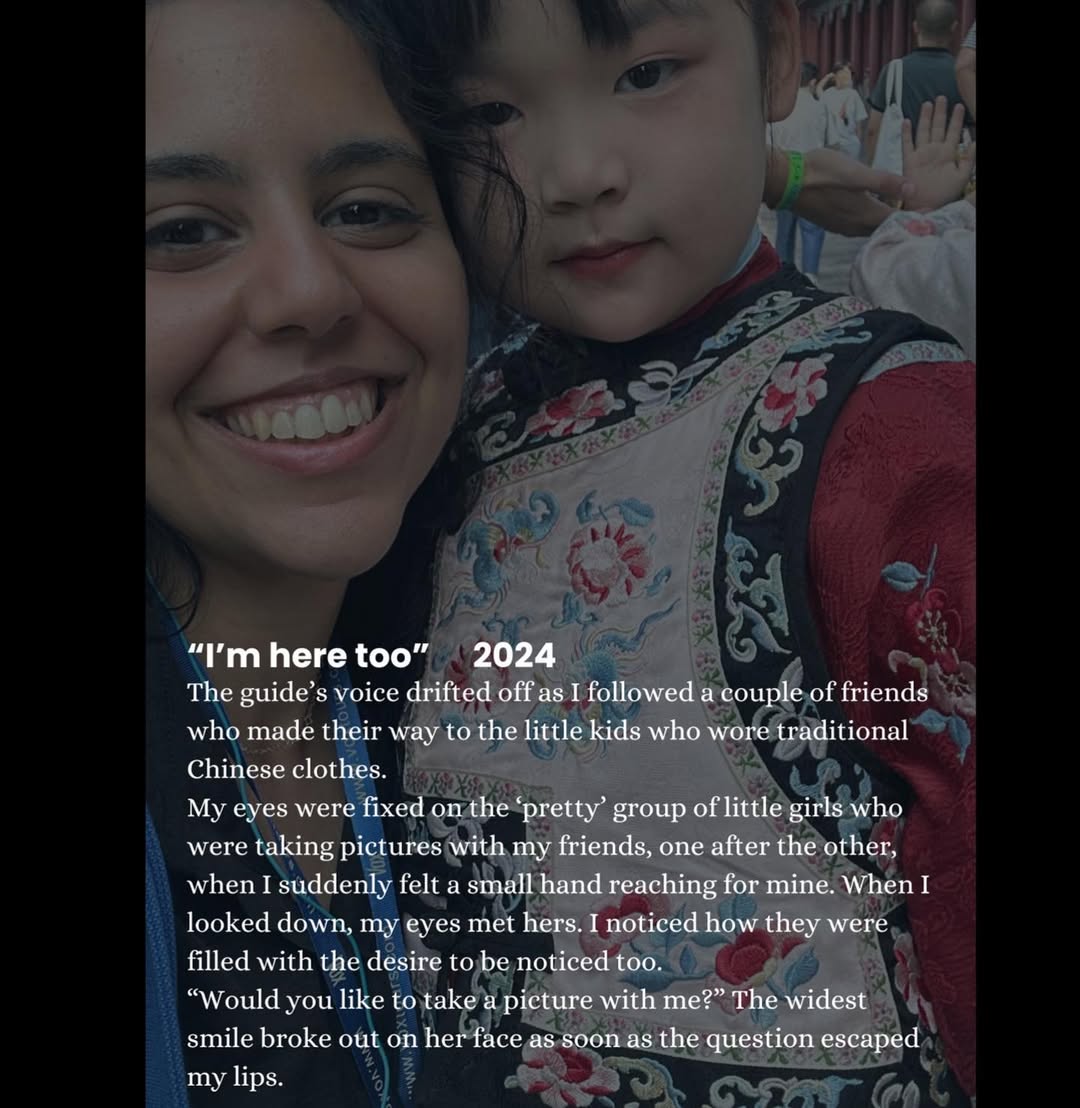 “I’m here too” 2024
The guide’s voice drifted off as I followed a couple of friends
who made their way to the little kids who wore traditional
Chinese clothes.
My eyes were fixed on the ‘pretty’ group of little girls who
were taking pictures with my friends, one after the other,
when I suddenly felt a small hand reaching for mine. When I
looked down, my eyes met hers. I noticed how they were
filled with the desire to be noticed too.
“Would you like to take a picture with me?” The widest
smile broke out on her face as soon as the question escaped
my lips.